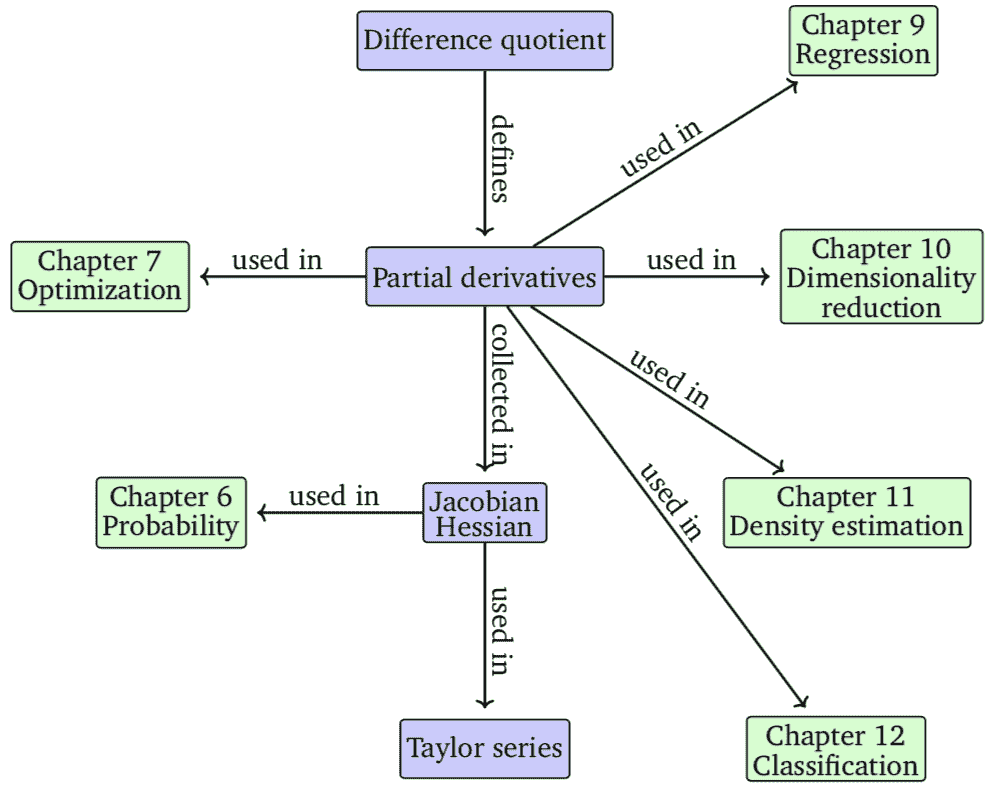 Difference quotient
Chapter 9
Regression
defines
used in
Chapter 7
Optimization
used in
Partial derivatives
used in
Chapter 10
Dimensionality
reduction
collected in
used in
used in
Chapter 6
Probability
used in
Jacobian
Hessian
Chapter 11
Density estimation
used in
Taylor series
Chapter 12
Classification